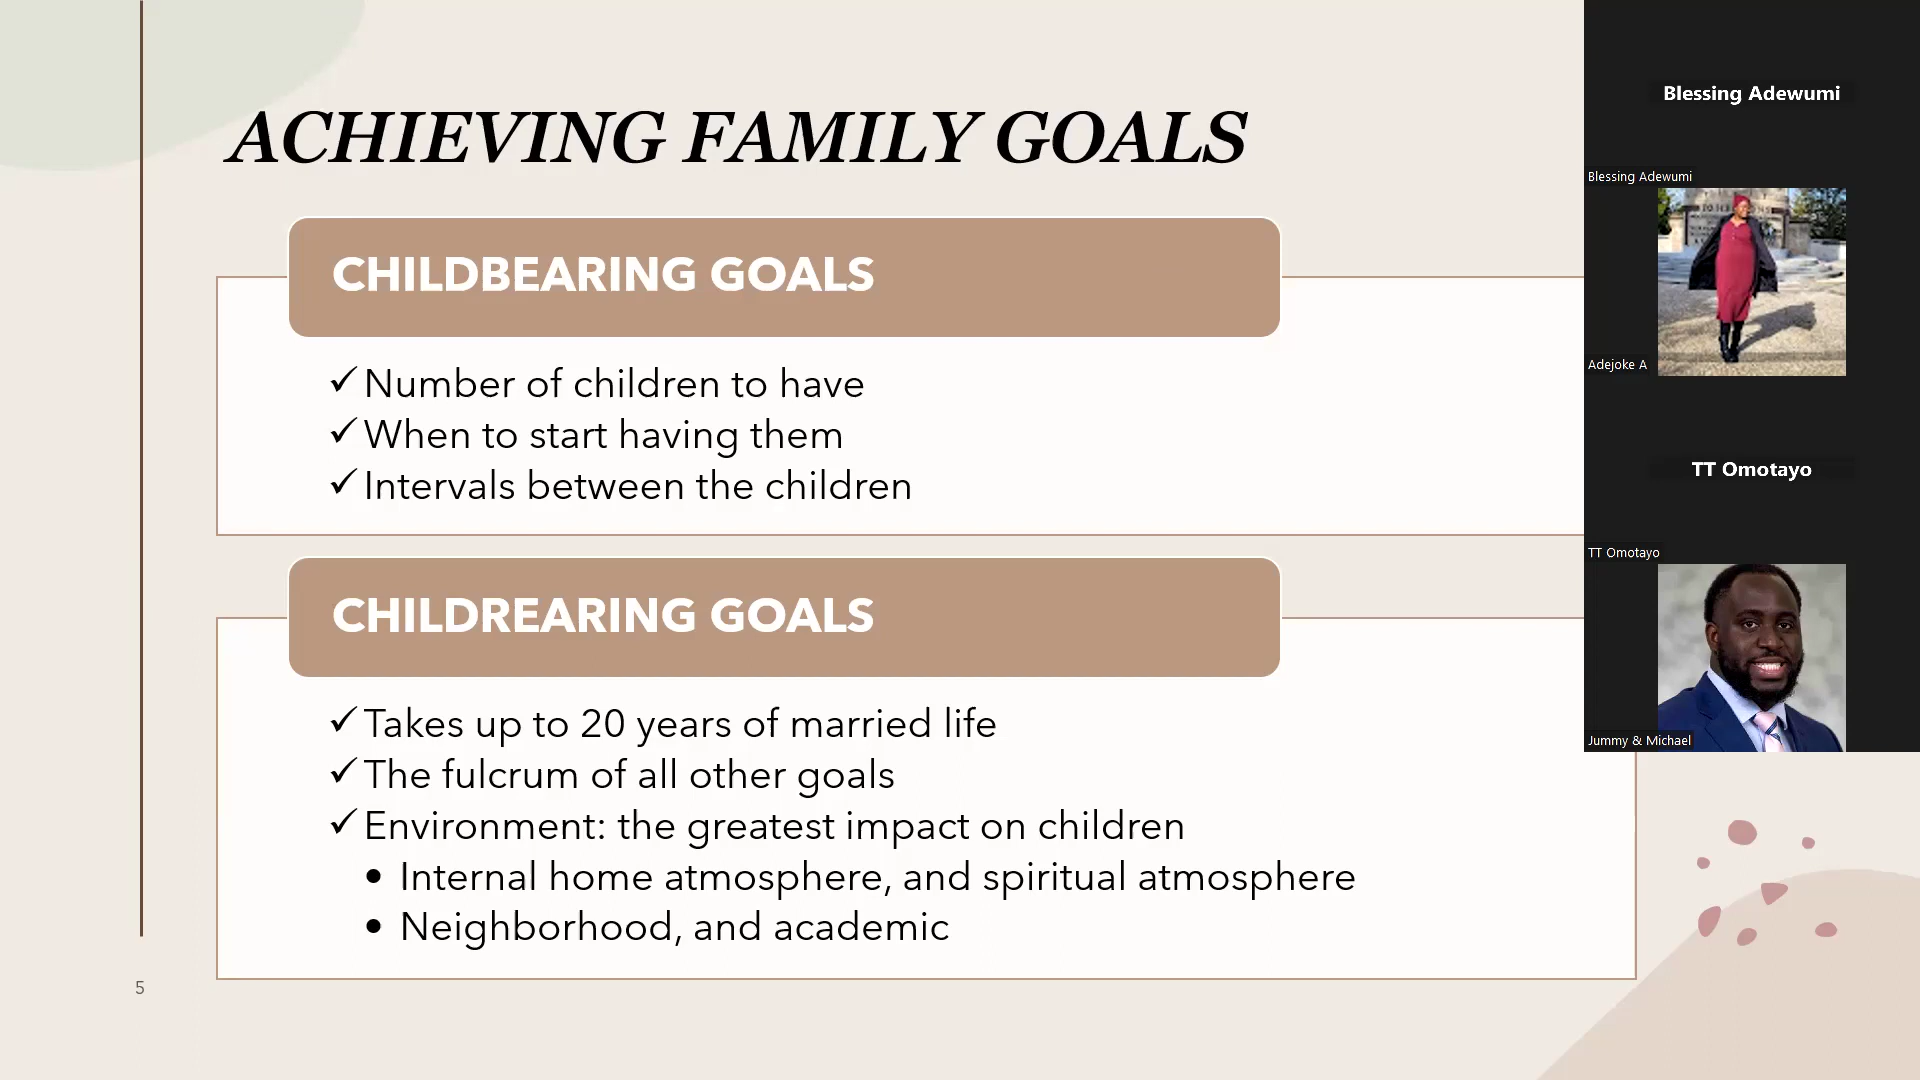 ACHIEVING FAMILY GOALS
CHILDBEARING GOALS
✓Number of children to have
✓When to start having them
✓Intervals between the children
CHILDREARING GOALS
✓Takes up to 20 years of married life
✓The fulcrum of all other goals
✓Environment: the greatest impact on children
• Internal home atmosphere, and spiritual atmosphere
• Neighborhood, and academic
5
Blessing Adewumi
Blessing Adewumi
Adejoke A
TT Omotayo
TT Omotayo
Jummy & Michael